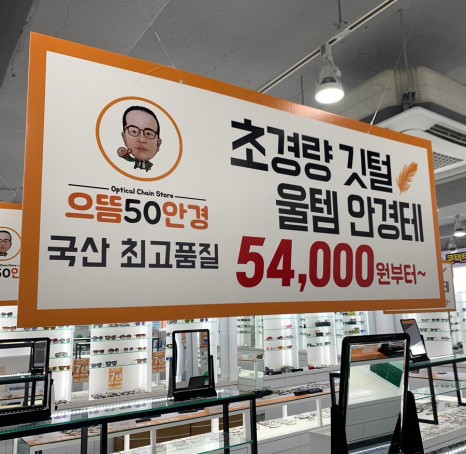 Optical Chain Store
으뜸50안경
국산 최고품질
초경량 깃털
울템 안경테
54,000원부터~